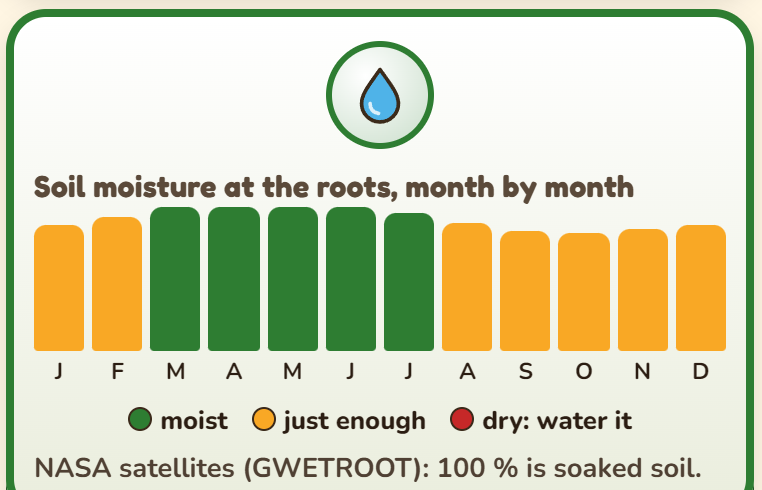 Soil moisture at the roots, month by month
J F M A M J J A S O N D
moist just enough dry: water it
NASA satellites (GWETROOT): 100 % is soaked soil.